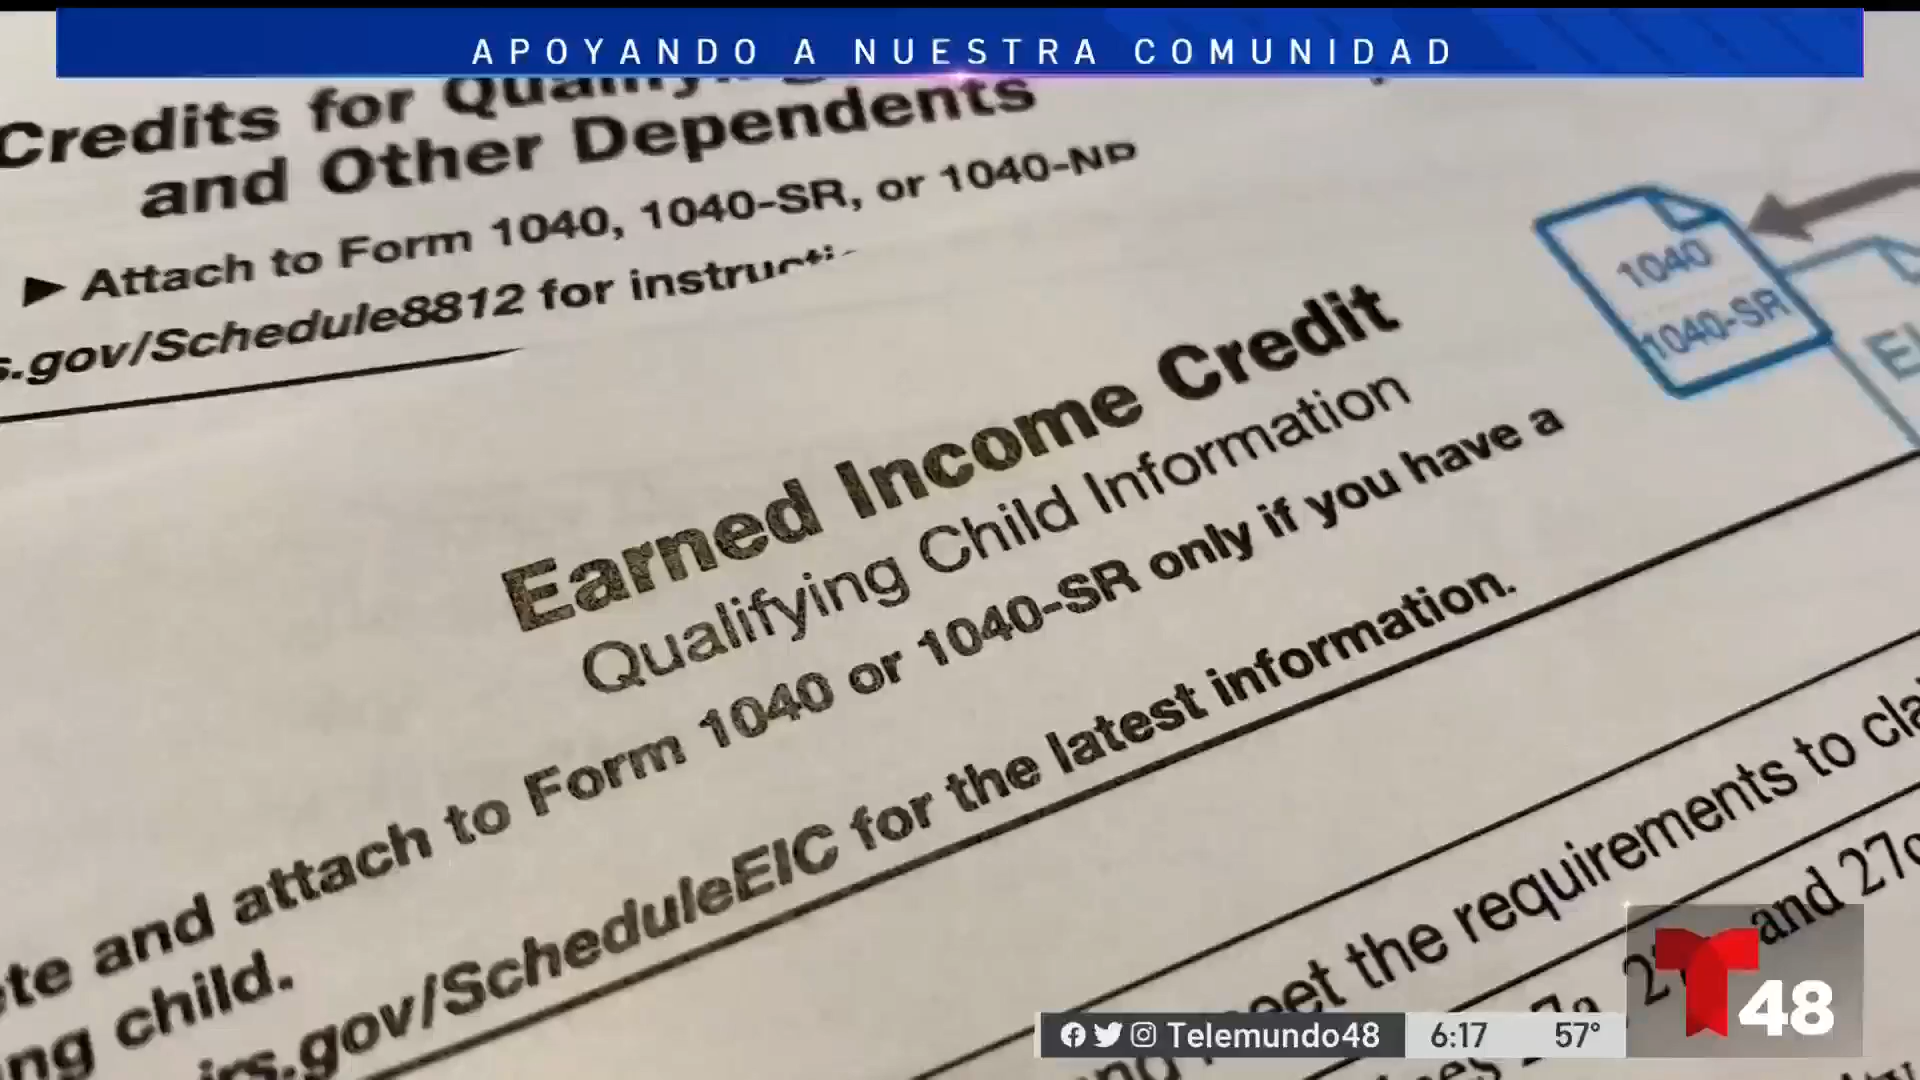 APOYANDO A NUESTRA COMUNIDAD
Credits for
and Other Dependents
▶ Attach to Form 1040, 1040-SR, or 1040-NR
s.gov/Schedule8812 for
1040
1040-SR
Earned Income Credit
Qualifying Child Information
and attach to Form 1040 or 1040-SR only if you have a
child.
irs.gov/ScheduleEIC for the latest information.
meet the requirements to
and
Telemundo48
6:17
57°
48